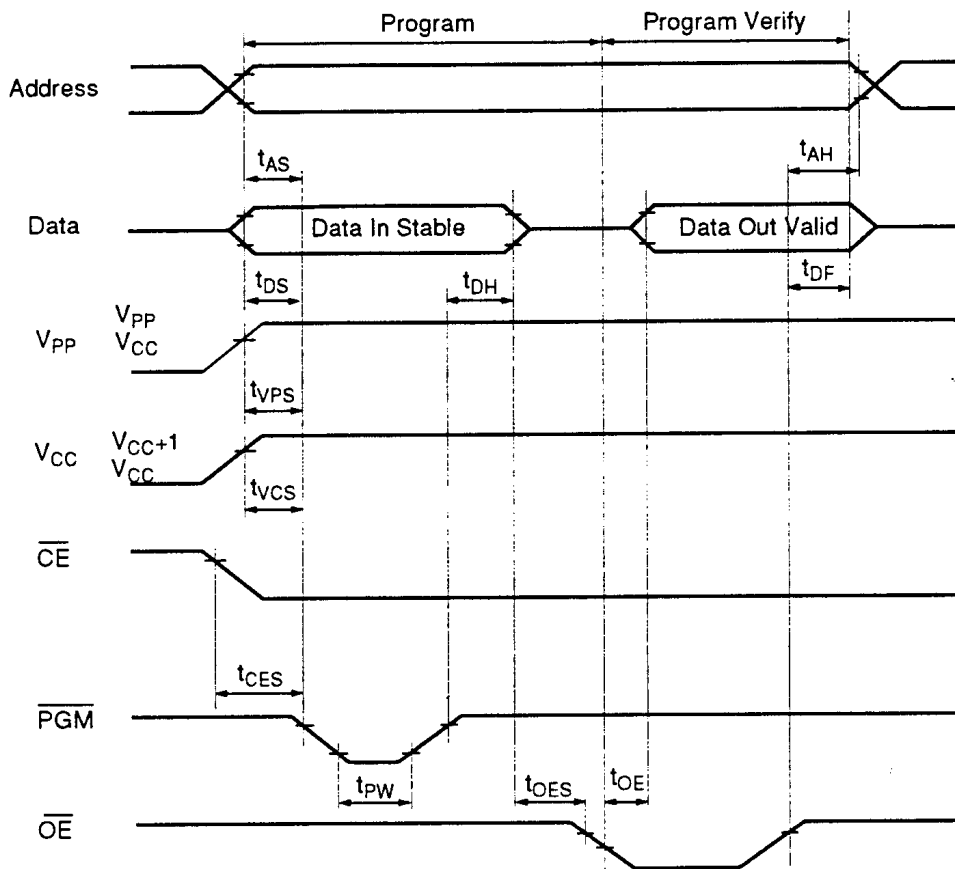 Program Program Verify
Address
tAS tAH
Data Data In Stable Data Out Valid
tDS tDH tDF
VPP VPP
VCC
tVPS
VCC VCC+1
VCC
tVCS
CE
tCES
PGM
tPW tOES tOE
OE